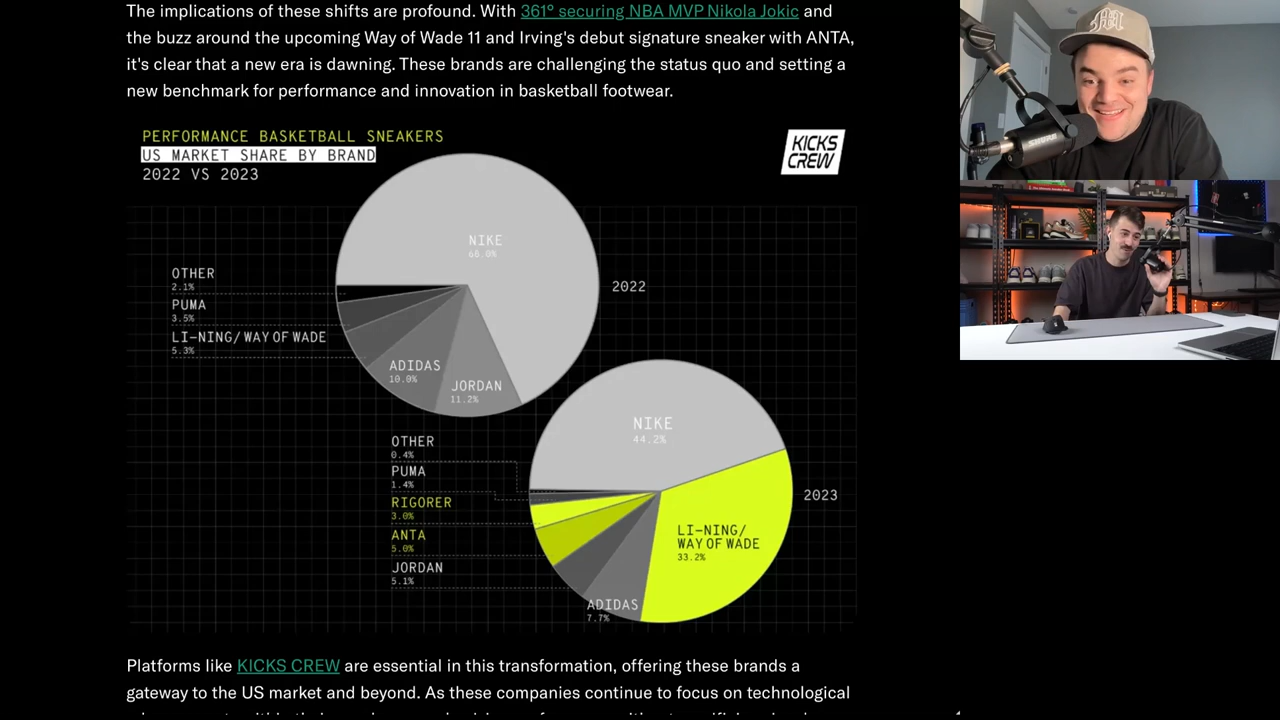 The implications of these shifts are profound. With 361° securing NBA MVP Nikola Jokic and
the buzz around the upcoming Way of Wade 11 and Irving's debut signature sneaker with ANTA,
it's clear that a new era is dawning. These brands are challenging the status quo and setting a
new benchmark for performance and innovation in basketball footwear.
PERFORMANCE BASKETBALL SNEAKERS
US MARKET SHARE BY BRAND
2022 VS 2023
KICKS
CREW
NIKE
66.0%
2022
OTHER
2.1%
PUMA
3.5%
LI-NING/WAY OF WADE
5.3%
ADIDAS
10.0%
JORDAN
11.2%
NIKE
44.2%
2023
OTHER
0.4%
PUMA
1.4%
RIGORER
3.0%
ANTA
5.0%
JORDAN
5.1%
LI-NING/
WAY OF WADE
33.2%
ADIDAS
7.7%
Platforms like KICKS CREW are essential in this transformation, offering these brands a
gateway to the US market and beyond. As these companies continue to focus on technological
SHURE